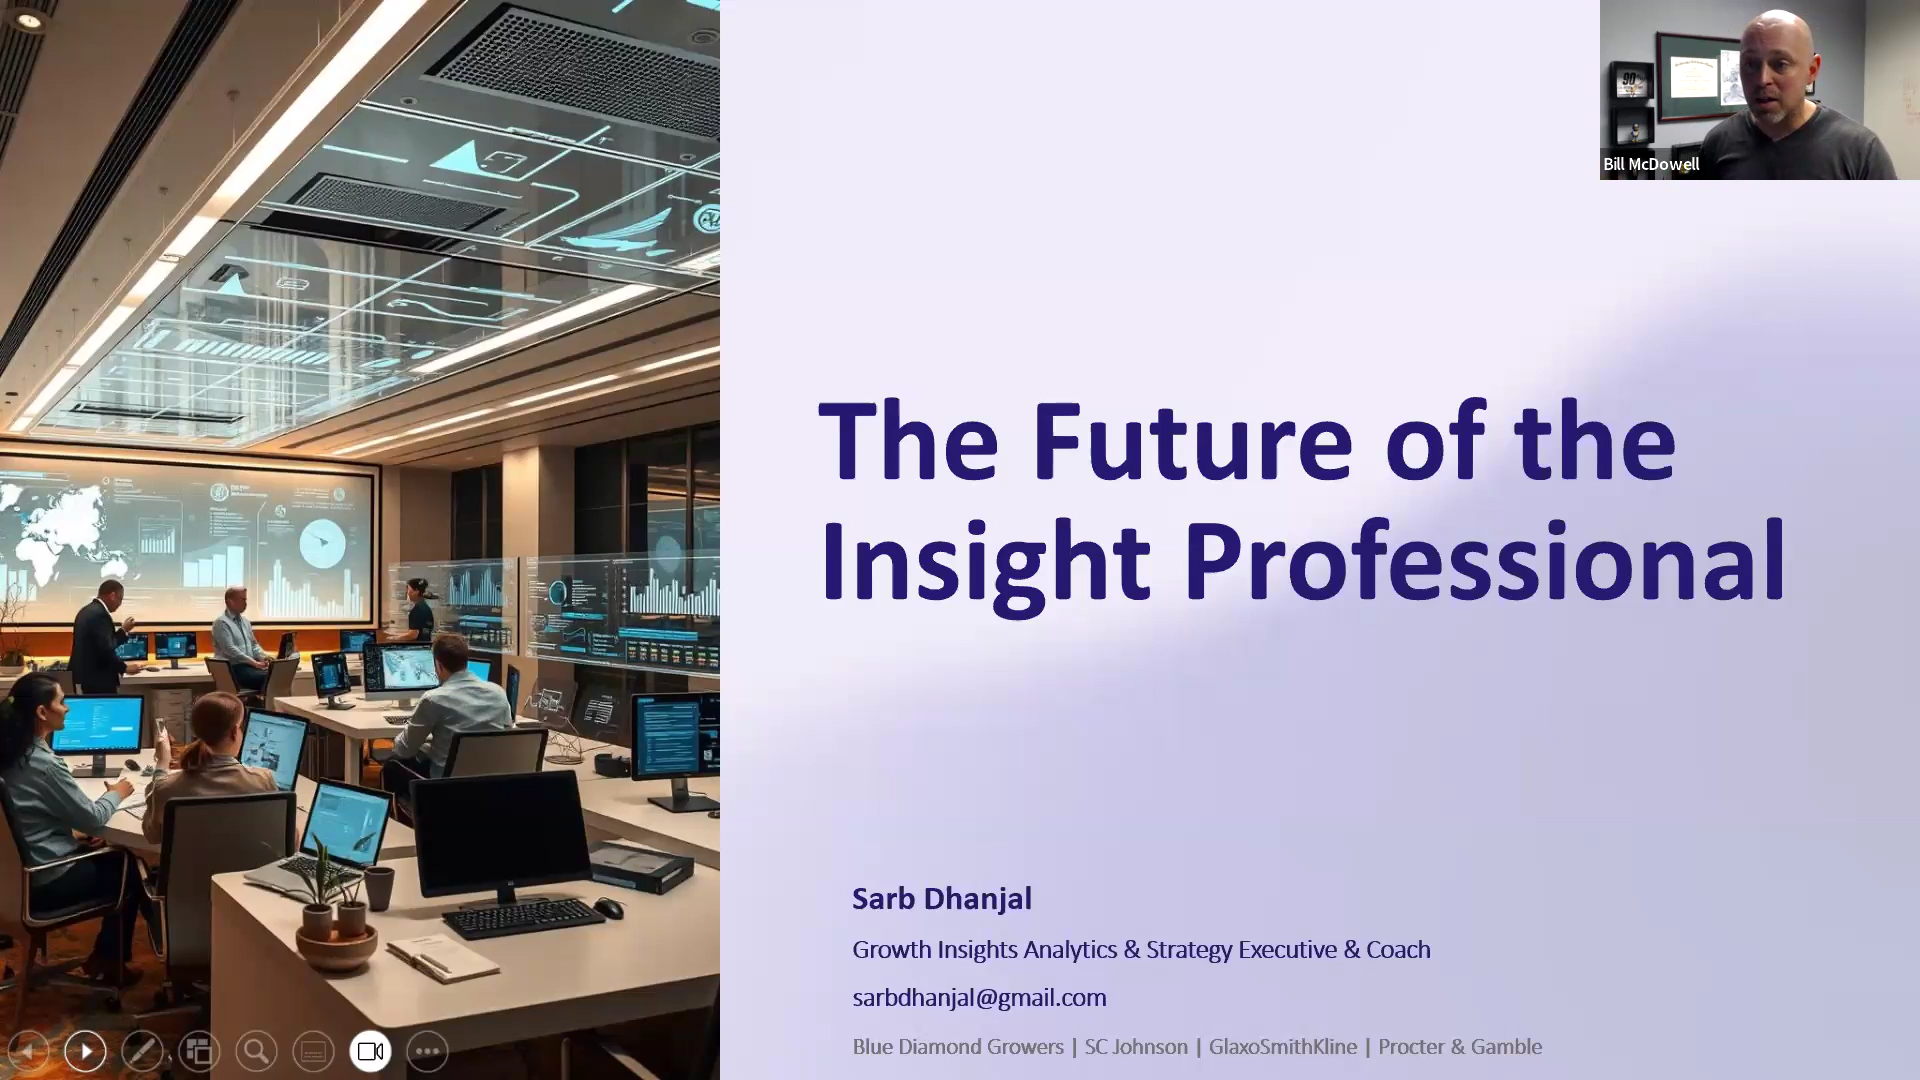 Bill McDowell
The Future of the
Insight Professional
Sarb Dhanjal
Growth Insights Analytics & Strategy Executive & Coach
sarbdhanjal@gmail.com
Blue Diamond Growers | SC Johnson | GlaxoSmithKline | Procter & Gamble